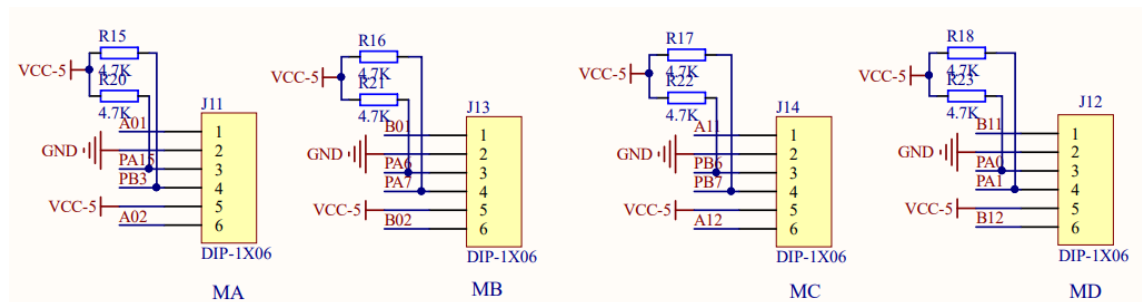 R15
VCC-5
4.7K
R20
4.7K
J11
A01
1
GND
2
PA15
3
PB3
4
VCC-5
5
A02
6
DIP-1X06
MA
R16
VCC-5
4.7K
R21
4.7K
J13
B01
1
GND
2
PA6
3
PA7
4
VCC-5
5
B02
6
DIP-1X06
MB
R17
VCC-5
4.7K
R22
4.7K
J14
A11
1
GND
2
PB6
3
PB7
4
VCC-5
5
A12
6
DIP-1X06
MC
R18
VCC-5
4.7K
R23
4.7K
J12
B11
1
GND
2
PA0
3
PA1
4
VCC-5
5
B12
6
DIP-1X06
MD